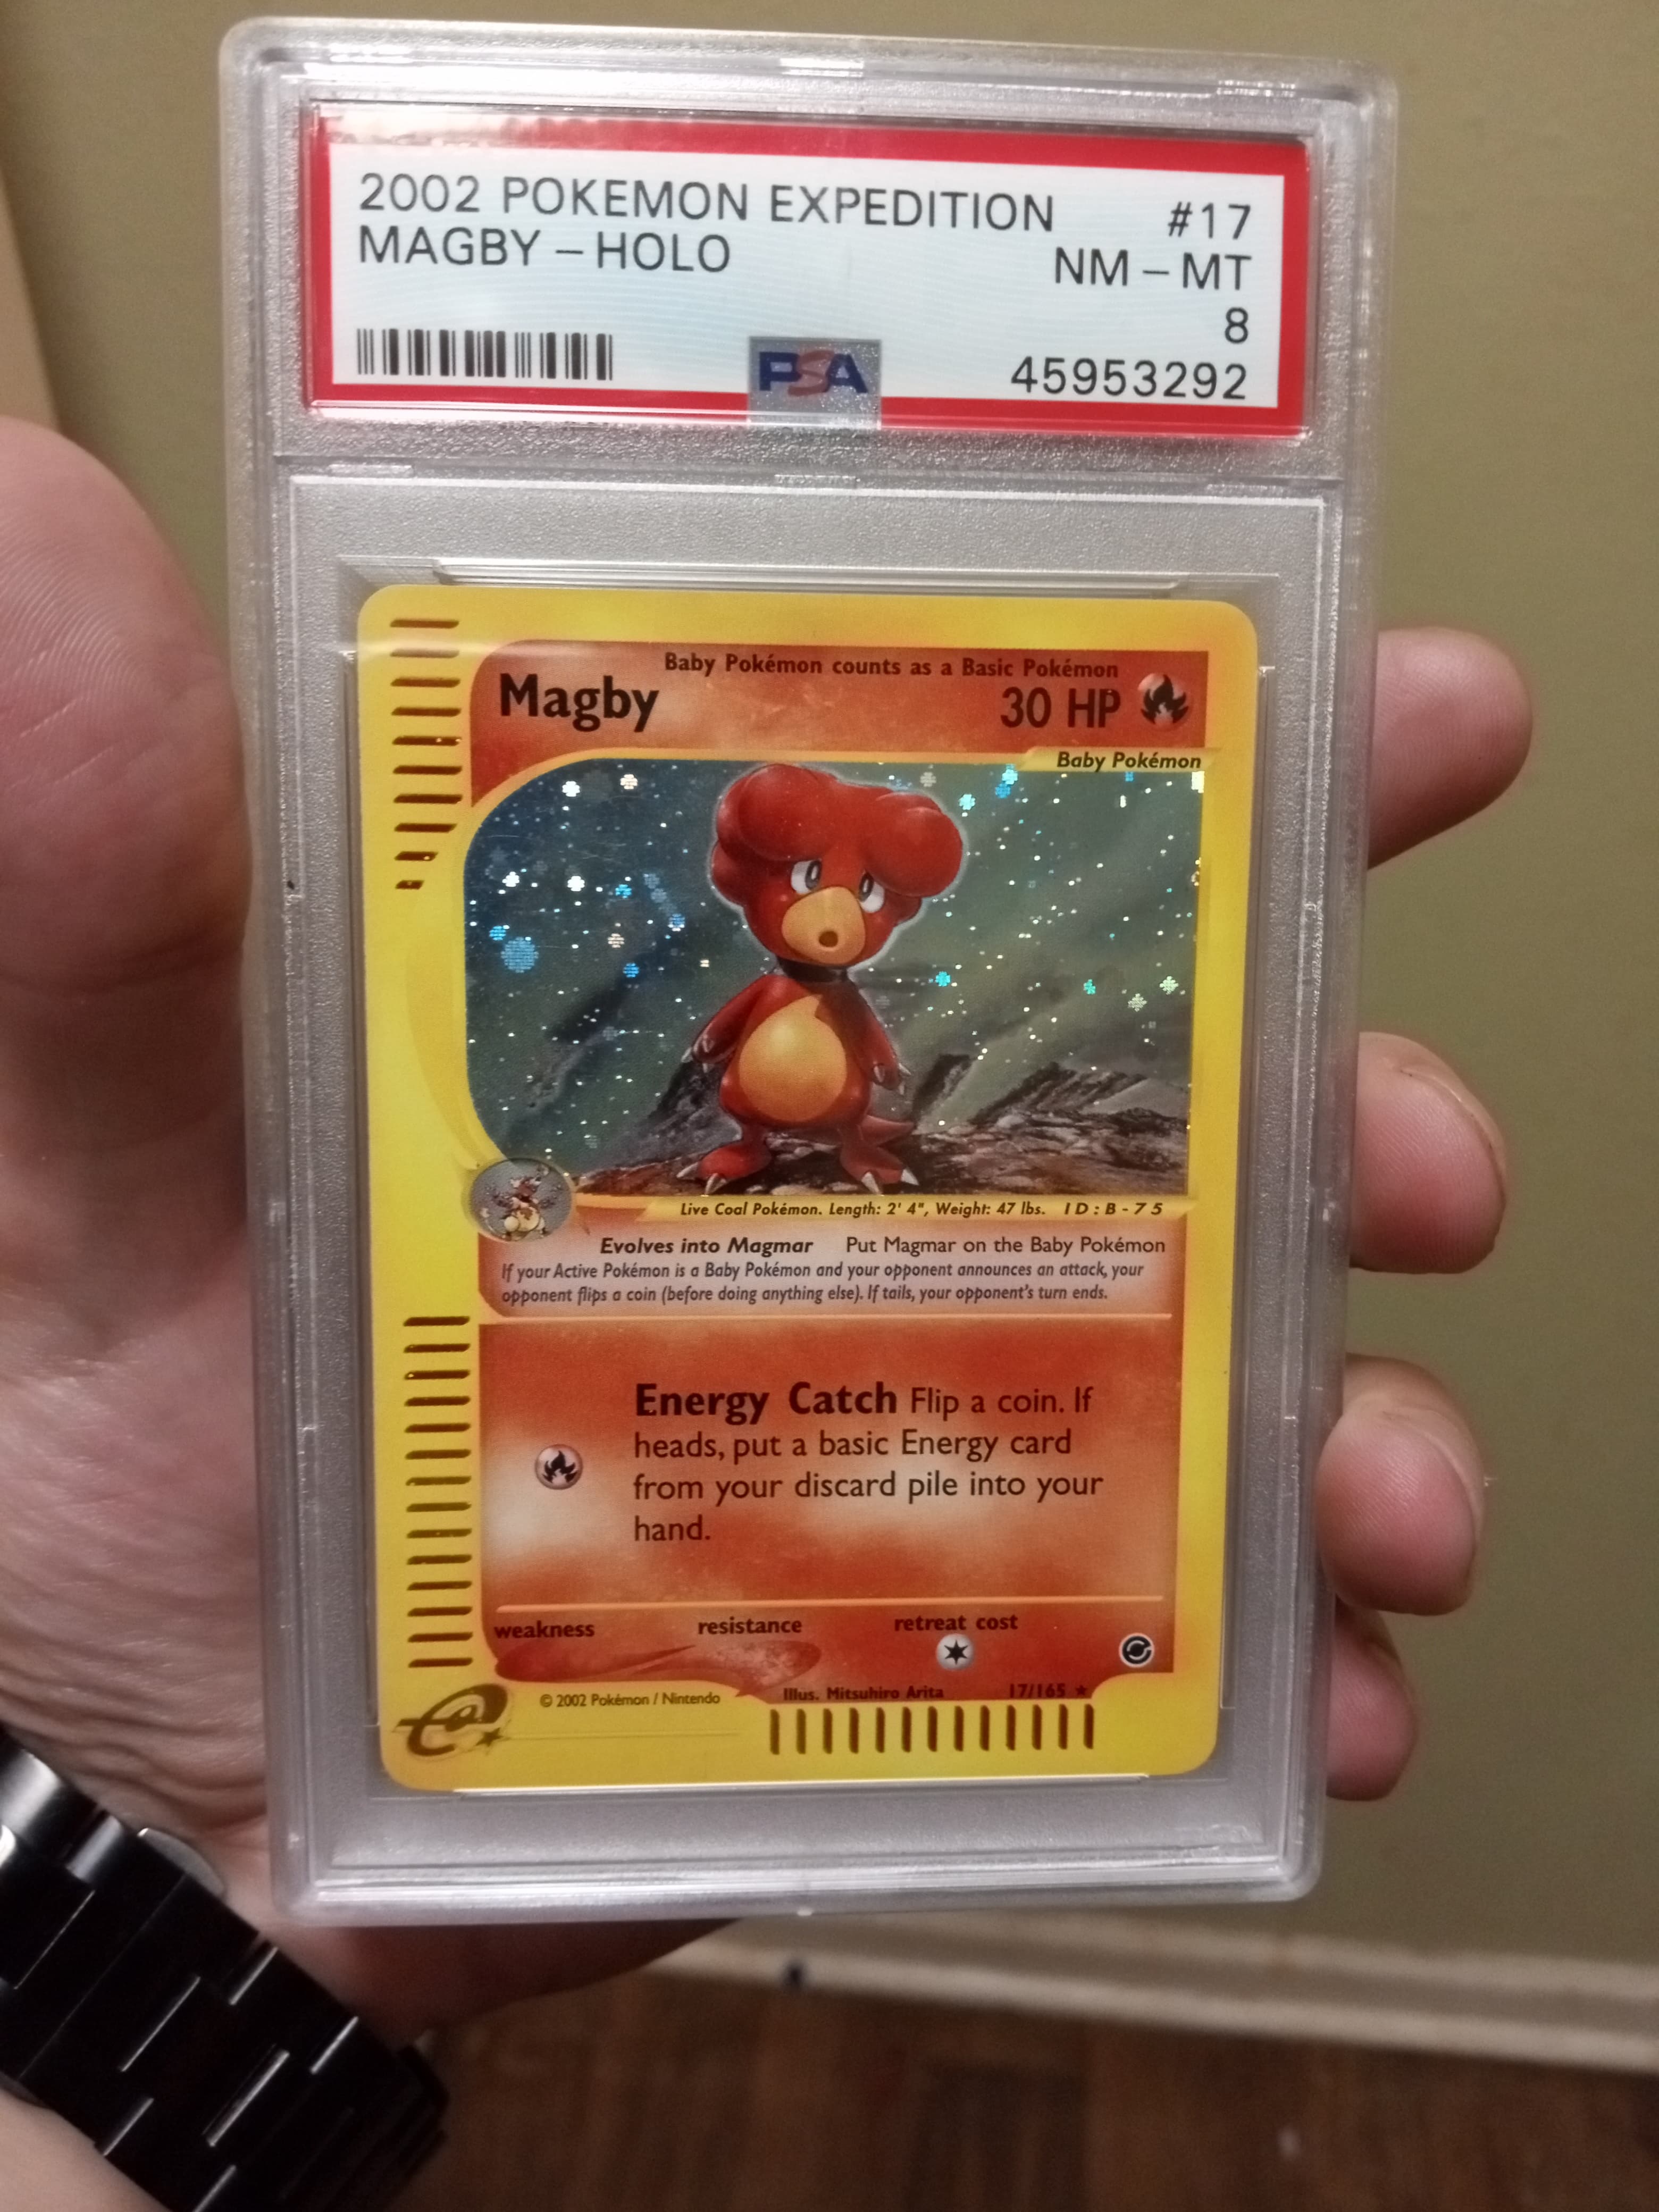 2002 POKEMON EXPEDITION #17
MAGBY – HOLO NM – MT
8
PSA 45953292
Baby Pokémon counts as a Basic Pokémon
Magby 30 HP
Baby Pokémon
Live Coal Pokémon. Length: 2' 4", Weight: 47 lbs. ID:B-75
Evolves into Magmar Put Magmar on the Baby Pokémon
If your Active Pokémon is a Baby Pokémon and your opponent announces an attack, your
opponent flips a coin (before doing anything else). If tails, your opponent's turn ends.
Energy Catch Flip a coin. If
heads, put a basic Energy card
from your discard pile into your
hand.
weakness resistance retreat cost
© 2002 Pokémon / Nintendo Illus. Mitsuhiro Arita 17/165 ★
e